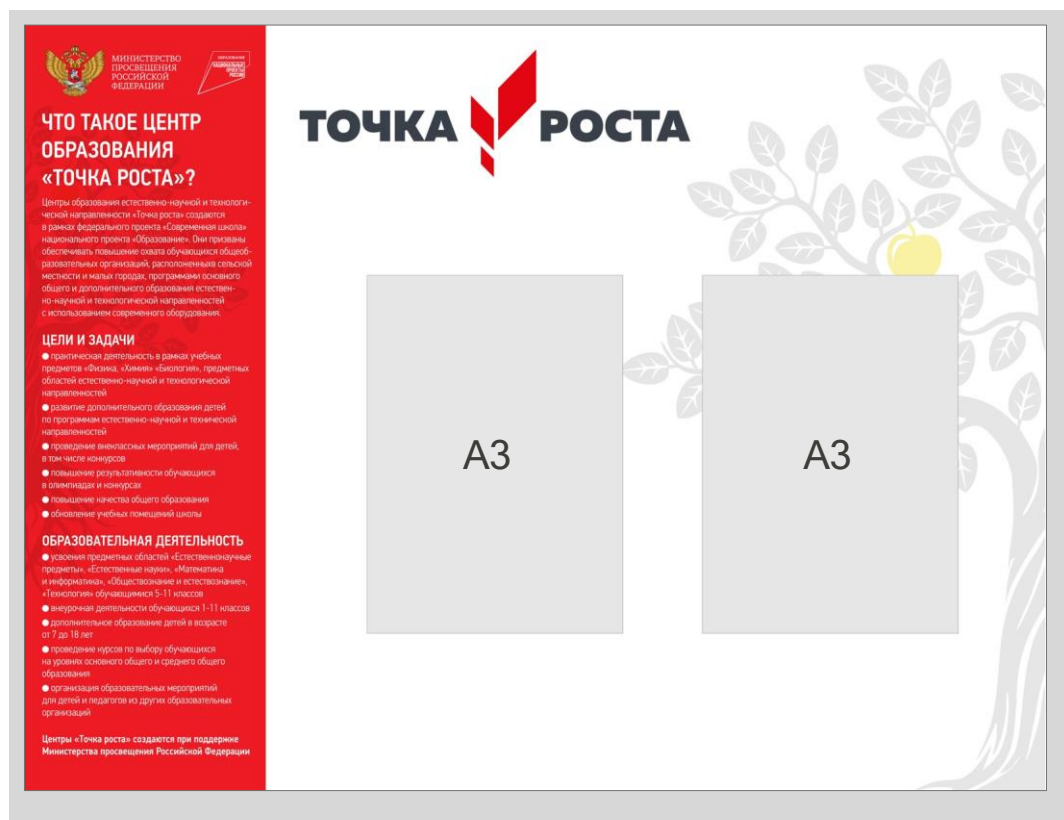 МИНИСТЕРСТВО
ПРОСВЕЩЕНИЯ
РОССИЙСКОЙ
ФЕДЕРАЦИИ
ОБРАЗОВАНИЕ
НАЦИОНАЛЬНЫЕ
ПРОЕКТЫ
РОССИИ
ЧТО ТАКОЕ ЦЕНТР
ОБРАЗОВАНИЯ
«ТОЧКА РОСТА»?
Центры образования естественно-научной и технологи-
ческой направленности «Точка роста» создаются
в рамках федерального проекта «Современная школа»
национального проекта «Образование». Они призваны
обеспечивать повышение охвата обучающихся общеоб-
разовательных организаций, расположенныхв сельской
местности и малых городах, программами основного
общего и дополнительного образования естествен-
но-научной и технологической направленностей
с использованием современного оборудования.
ЦЕЛИ И ЗАДАЧИ
● практическая деятельность в рамках учебных
предметов «Физика, «Химия» «Биология», предметных
областей естественно-научной и технологической
направленностей
● развитие дополнительного образования детей
по программам естественно-научной и технической
направленностей
● проведение внеклассных мероприятий для детей,
в том числе конкурсов
● повышение результативности обучающихся
в олимпиадах и конкурсах
● повышение качества общего образования
● обновление учебных помещений школы
ОБРАЗОВАТЕЛЬНАЯ ДЕЯТЕЛЬНОСТЬ
● усвоения предметных областей «Естественнонаучные
предметы», «Естественные науки», «Математика
и информатика», «Обществознание и естествознание»,
«Технология» обучающимися 5-11 классов
● внеурочная деятельности обучающихся 1-11 классов
● дополнительное образование детей в возрасте
от 7 до 18 лет
● проведение курсов по выбору обучающихся
на уровнях основного общего и среднего общего
образования
● организация образовательных мероприятий
для детей и педагогов из других образовательных
организаций
Центры «Точка роста» создаются при поддержке
Министерства просвещения Российской Федерации
ТОЧКА РОСТА
А3
А3